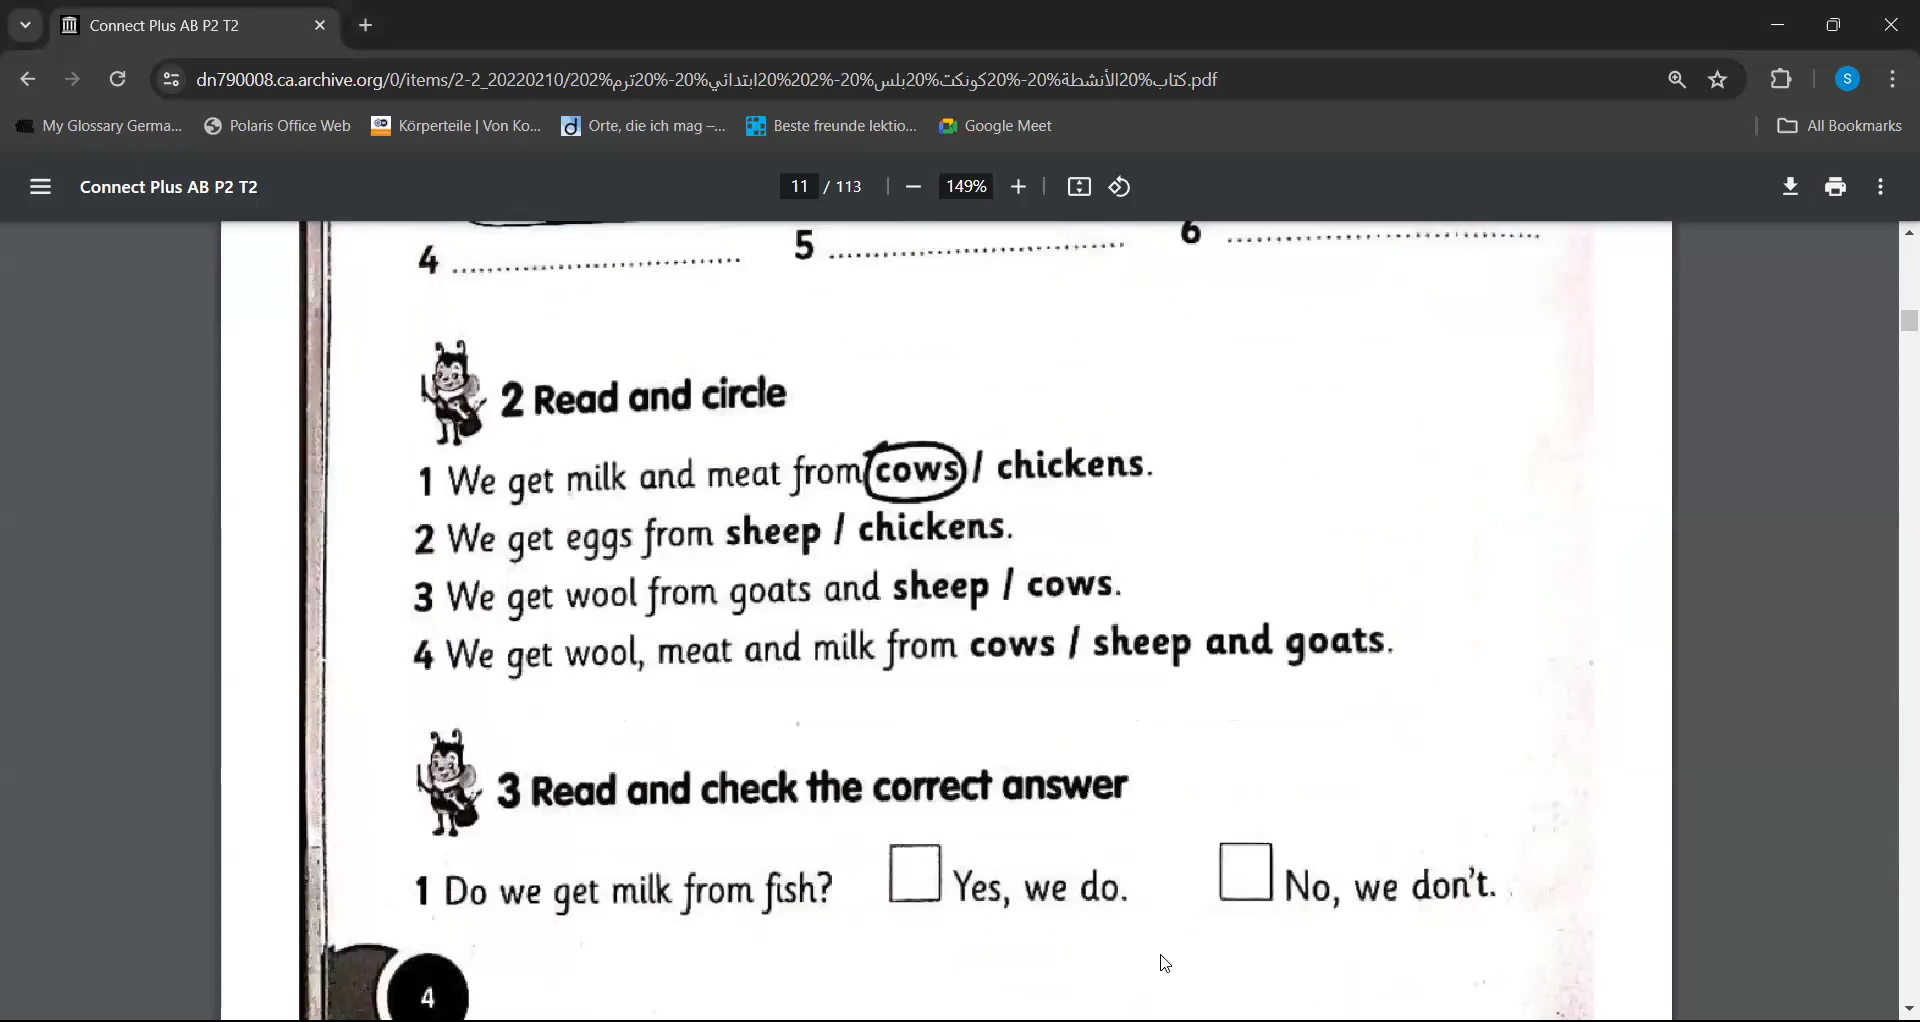 Connect Plus AB P2 T2
dn790008.ca.archive.org/0/items/2-2_20220210/كتاب%20الأنشطة%20-%20كونكت%20بلس%20-%202%20ابتدائي%20-%20ترم%202.pdf
My Glossary Germa...
Polaris Office Web
Körperteile | Von Ko...
Orte, die ich mag –...
Beste freunde lektio...
Google Meet
All Bookmarks
S
Connect Plus AB P2 T2
11 / 113
149%
4 5 6
2 Read and circle
1 We get milk and meat from cows / chickens.
2 We get eggs from sheep / chickens.
3 We get wool from goats and sheep / cows.
4 We get wool, meat and milk from cows / sheep and goats.
3 Read and check the correct answer
1 Do we get milk from fish? Yes, we do. No, we don't.
4